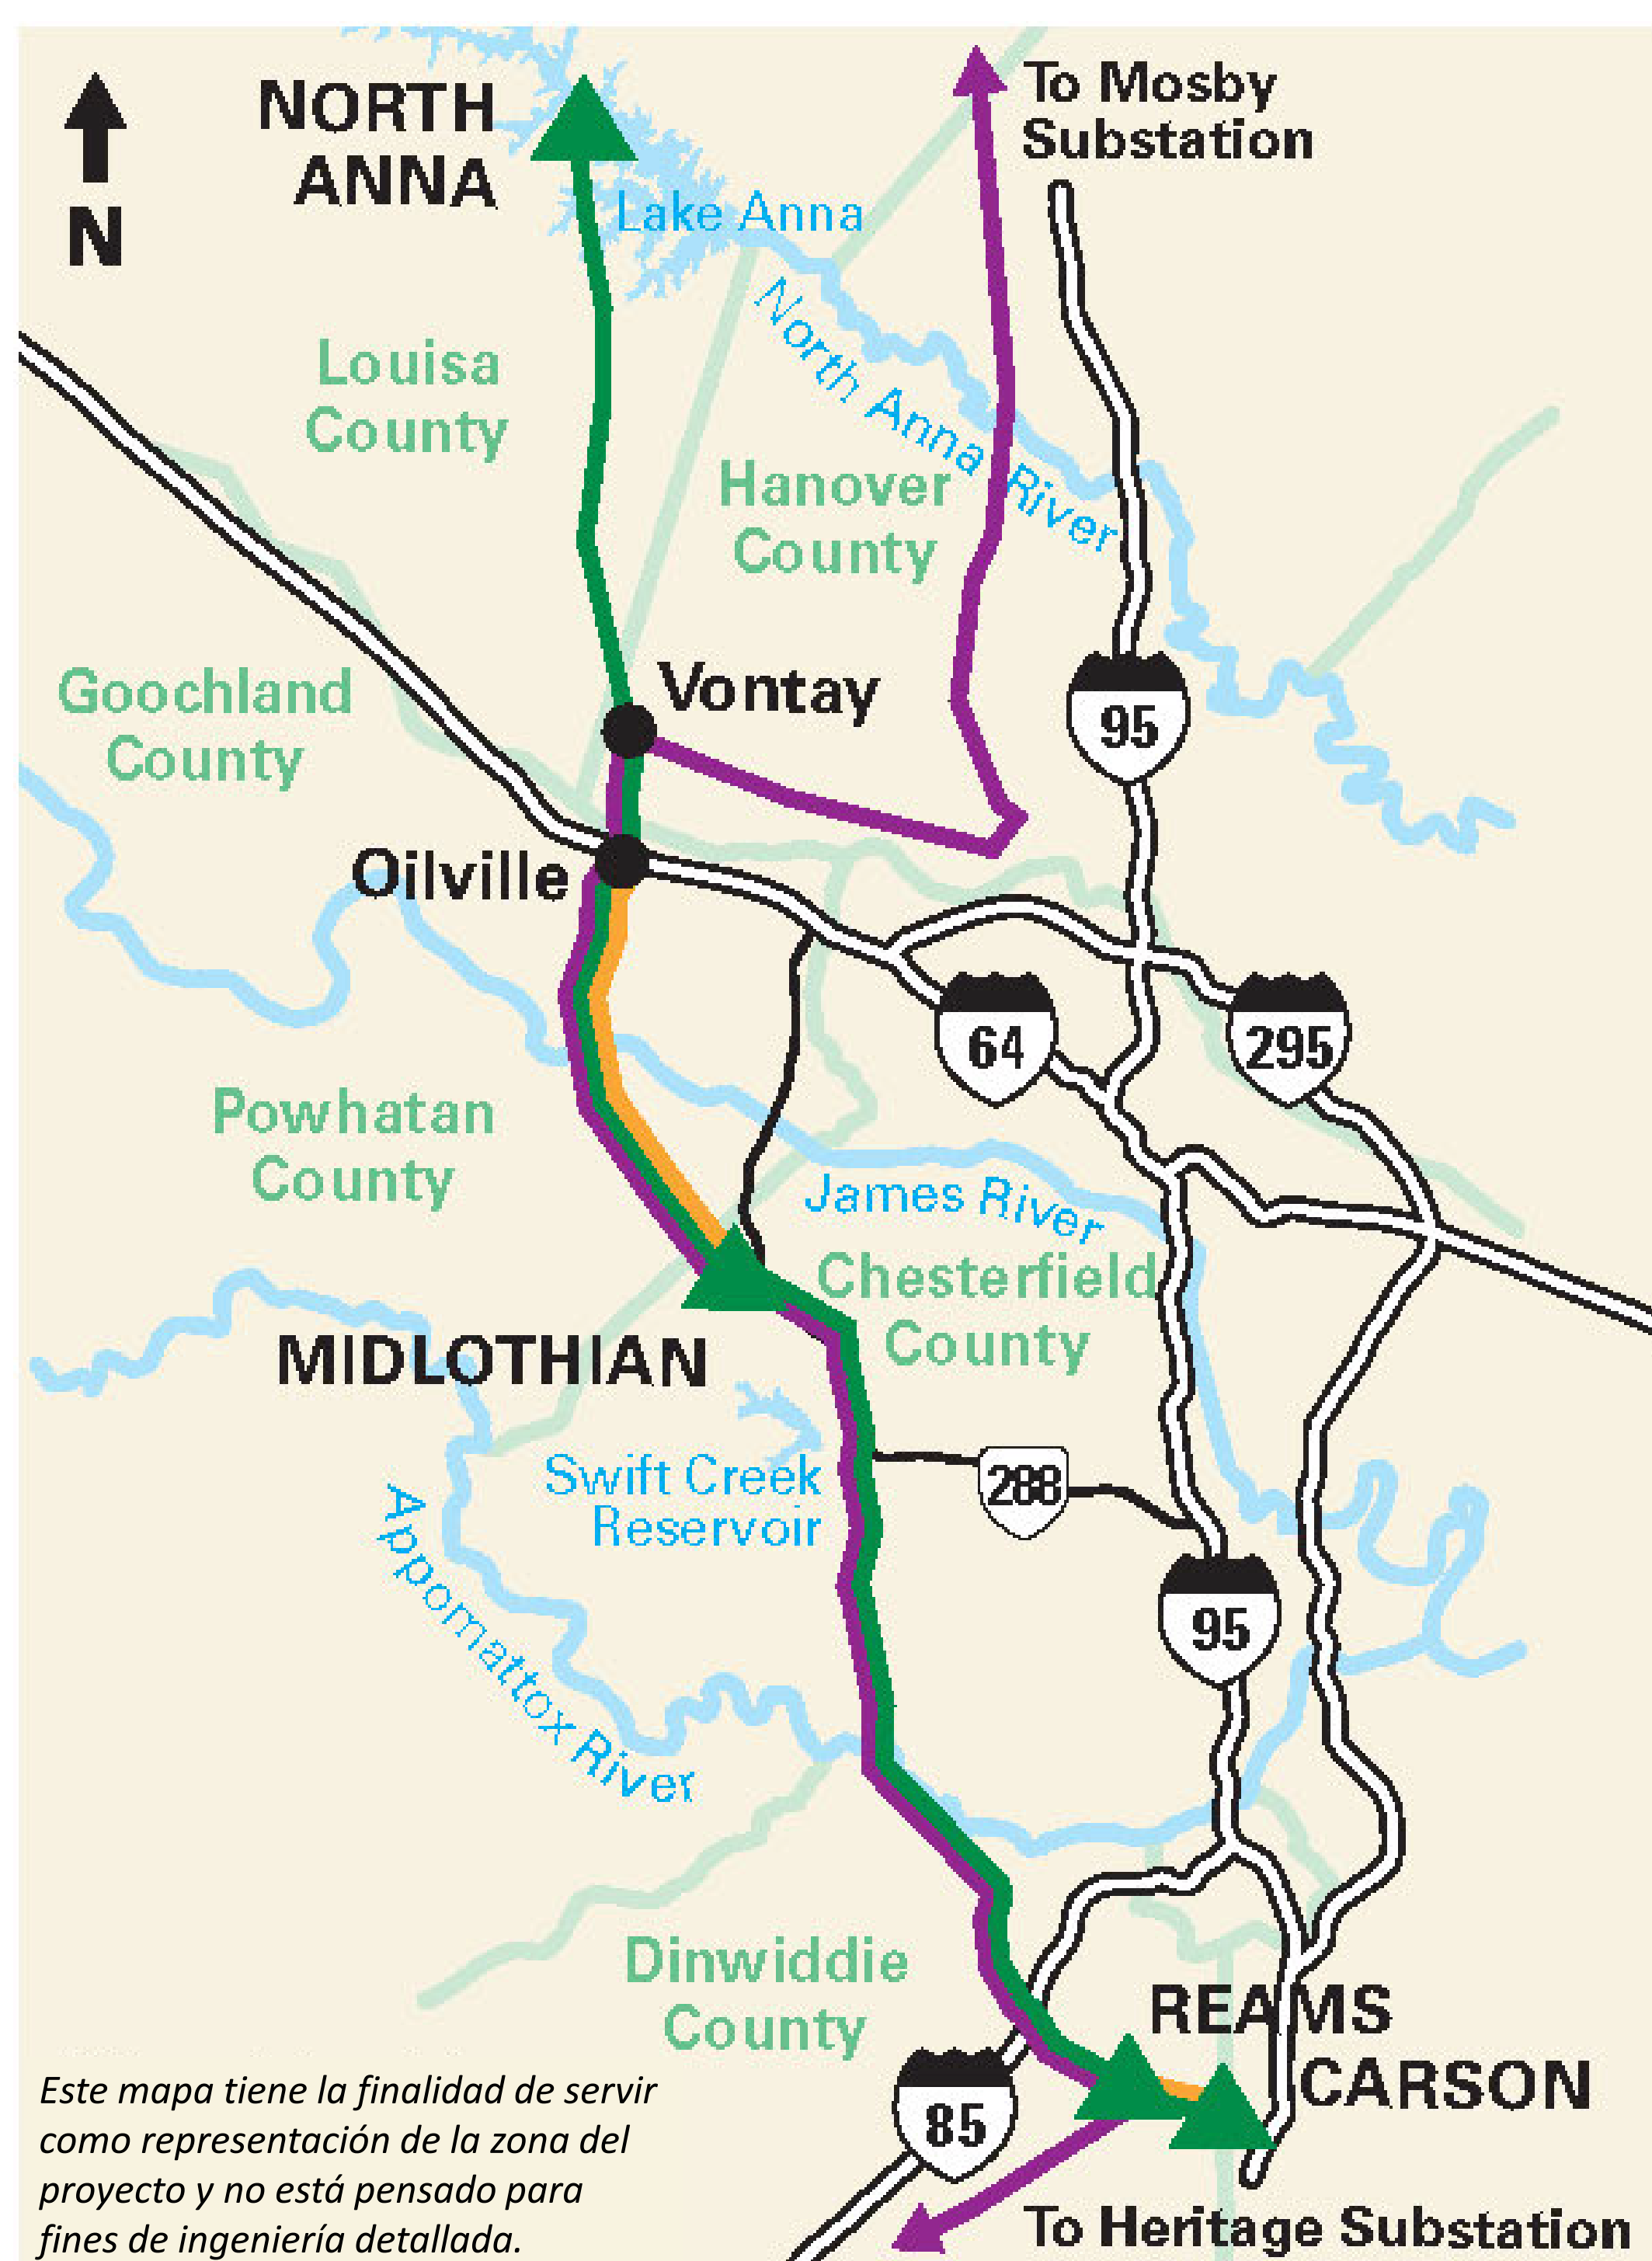 NORTH
ANNA
To Mosby
Substation
N
Lake Anna
North Anna River
Louisa
County
Hanover
County
Goochland
County
Vontay
95
Oilville
64
295
Powhatan
County
James River
Chesterfield
County
MIDLOTHIAN
Swift Creek
Reservoir
288
Appomattox River
95
Dinwiddie
County
REAMS
CARSON
85
To Heritage Substation
Este mapa tiene la finalidad de servir
como representación de la zona del
proyecto y no está pensado para
fines de ingeniería detallada.